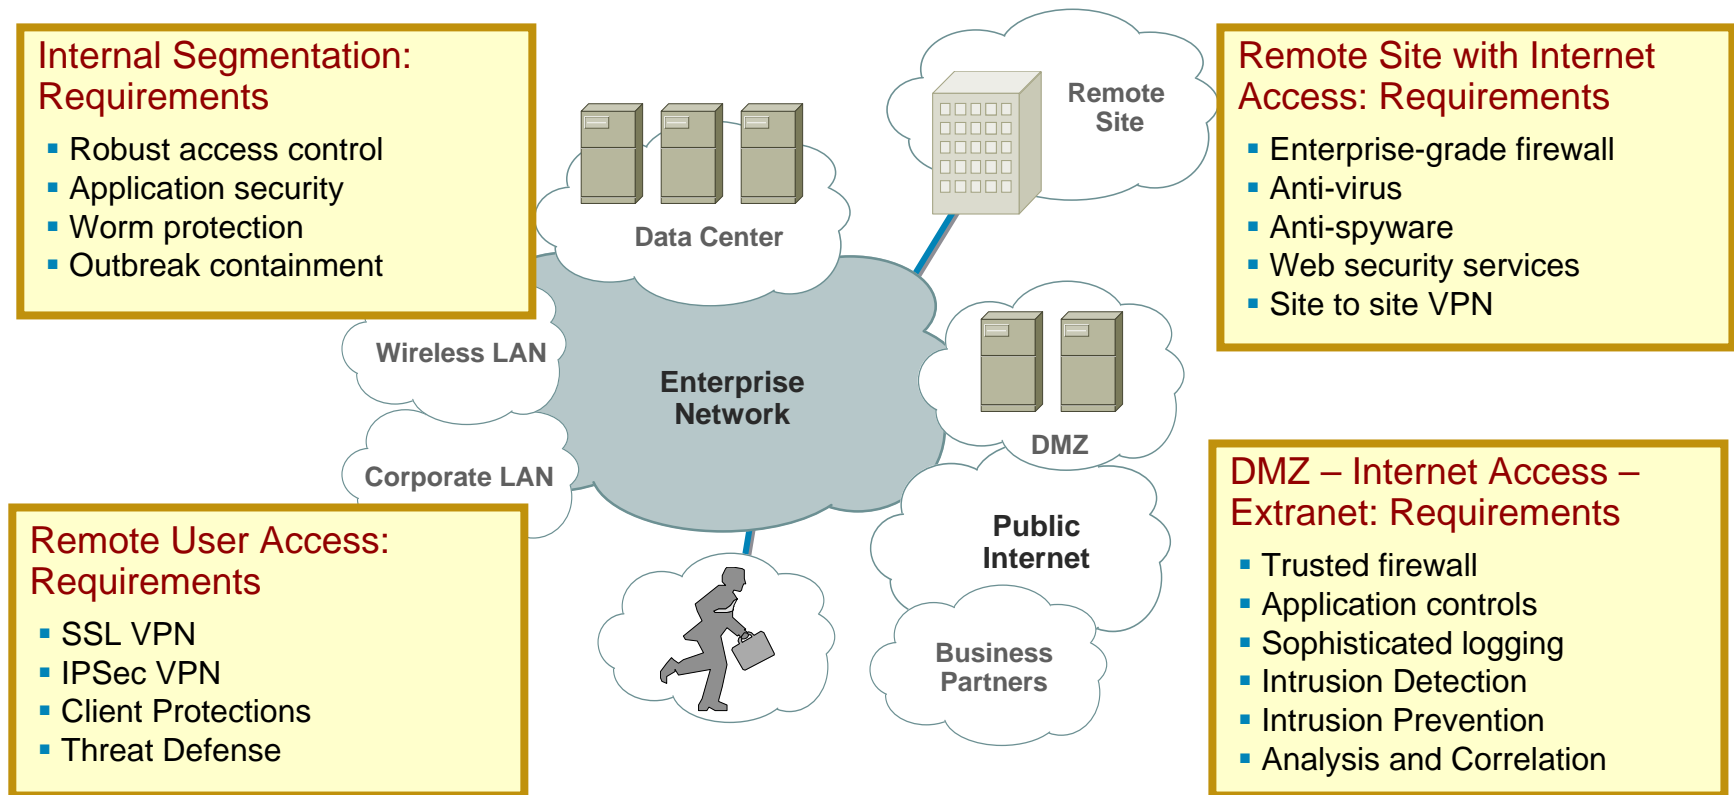 Internal Segmentation:
Requirements
Robust access control
Application security
Worm protection
Outbreak containment
Remote Site with Internet
Access: Requirements
Enterprise-grade firewall
Anti-virus
Anti-spyware
Web security services
Site to site VPN
Remote
Site
Data Center
Wireless LAN
Enterprise
Network
DMZ
Corporate LAN
Public
Internet
Business
Partners
Remote User Access:
Requirements
SSL VPN
IPSec VPN
Client Protections
Threat Defense
DMZ – Internet Access –
Extranet: Requirements
Trusted firewall
Application controls
Sophisticated logging
Intrusion Detection
Intrusion Prevention
Analysis and Correlation